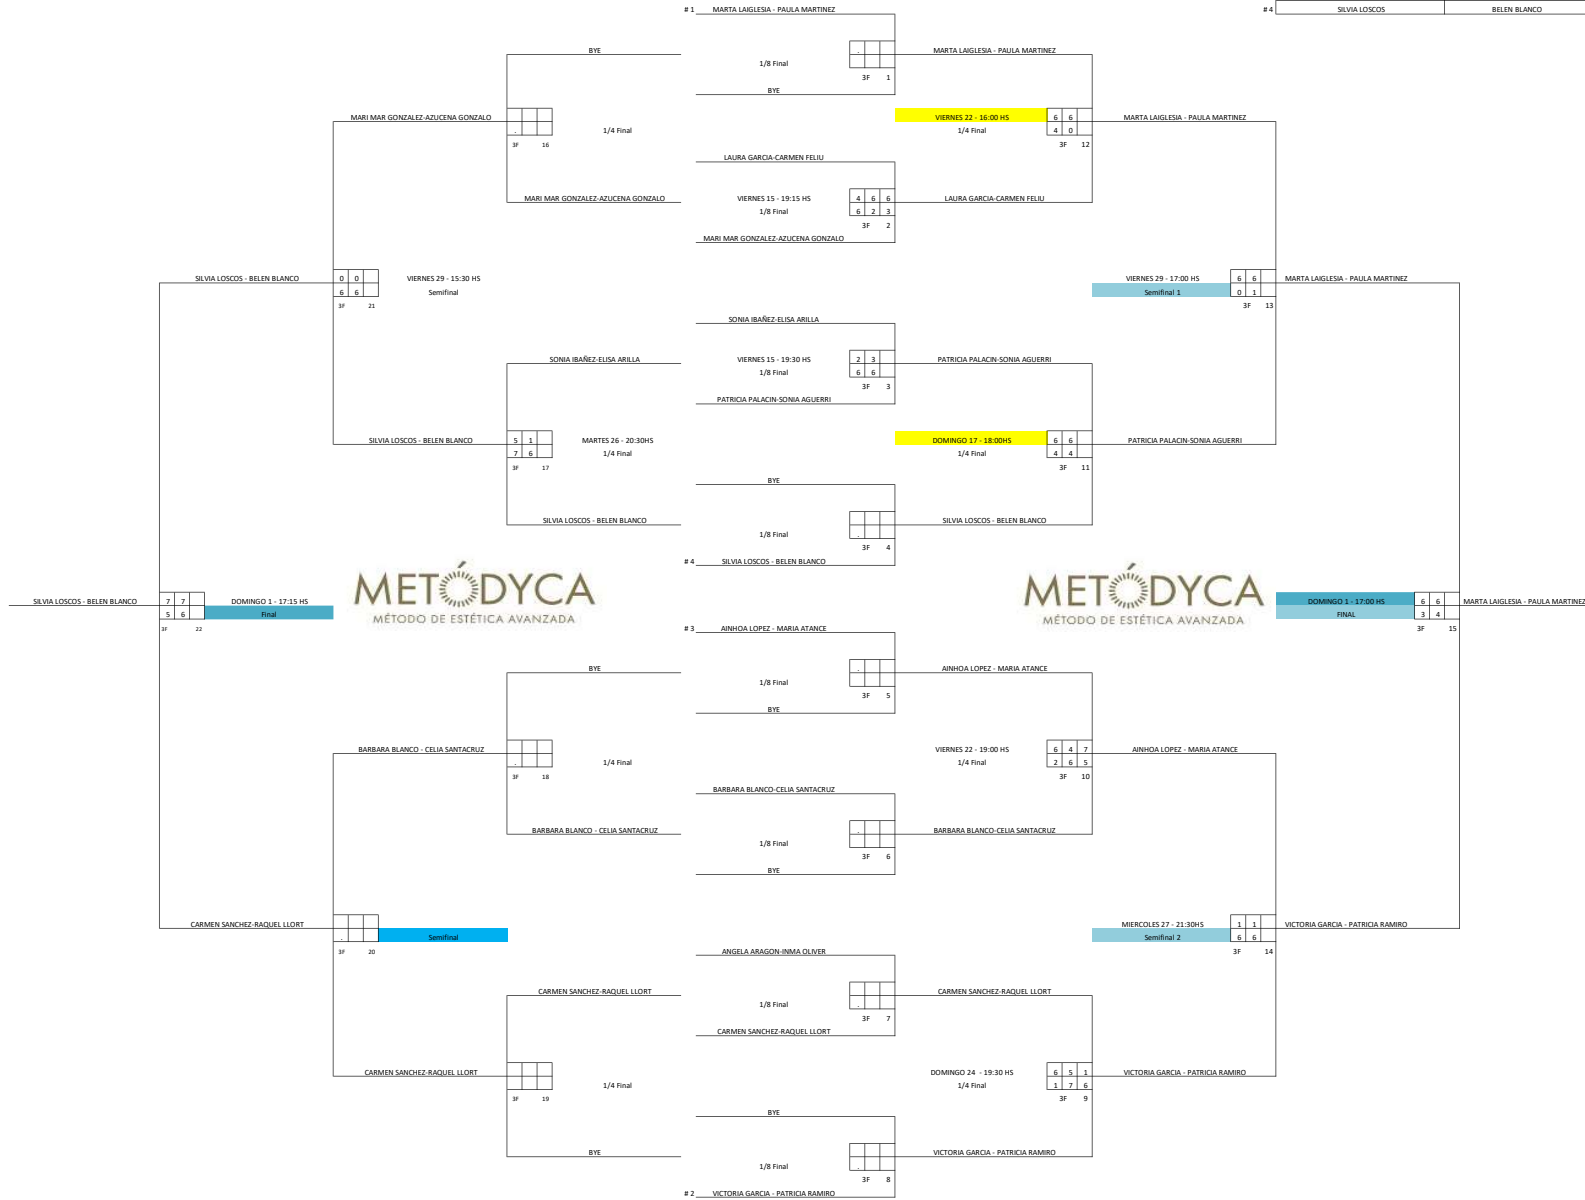 # 1 MARTA LAIGLESIA - PAULA MARTINEZ
# 4 SILVIA LOSCOS BELEN BLANCO
BYE . MARTA LAIGLESIA - PAULA MARTINEZ
1/8 Final
3F 1
BYE
MARI MAR GONZALEZ-AZUCENA GONZALO VIERNES 22 - 16:00 HS 6 6 MARTA LAIGLESIA - PAULA MARTINEZ
. 1/4 Final 1/4 Final 4 0
3F 16 3F 12
LAURA GARCIA-CARMEN FELIU
MARI MAR GONZALEZ-AZUCENA GONZALO VIERNES 15 - 19:15 HS 4 6 6 LAURA GARCIA-CARMEN FELIU
1/8 Final 6 2 3
3F 2
MARI MAR GONZALEZ-AZUCENA GONZALO
SILVIA LOSCOS - BELEN BLANCO 0 0 VIERNES 29 - 15:30 HS VIERNES 29 - 17:00 HS 6 6 MARTA LAIGLESIA - PAULA MARTINEZ
6 6 Semifinal Semifinal 1 0 1
3F 21 3F 13
SONIA IBAÑEZ-ELISA ARILLA
SONIA IBAÑEZ-ELISA ARILLA VIERNES 15 - 19:30 HS 2 3 PATRICIA PALACIN-SONIA AGUERRI
1/8 Final 6 6
3F 3
PATRICIA PALACIN-SONIA AGUERRI
SILVIA LOSCOS - BELEN BLANCO 5 1 MARTES 26 - 20:30HS DOMINGO 17 - 18:00HS 6 6 PATRICIA PALACIN-SONIA AGUERRI
7 6 1/4 Final 1/4 Final 4 4
3F 17 3F 11
BYE
SILVIA LOSCOS - BELEN BLANCO SILVIA LOSCOS - BELEN BLANCO
1/8 Final .
3F 4
# 4 SILVIA LOSCOS - BELEN BLANCO
METÓDYCA METÓDYCA
SILVIA LOSCOS - BELEN BLANCO 7 7 DOMINGO 1 - 17:15 HS DOMINGO 1 - 17:00 HS 6 6 MARTA LAIGLESIA - PAULA MARTINEZ
5 6 Final MÉTODO DE ESTÉTICA AVANZADA MÉTODO DE ESTÉTICA AVANZADA FINAL 3 4
3F 22 3F 15
# 3 AINHOA LOPEZ - MARIA ATANCE
BYE . AINHOA LOPEZ - MARIA ATANCE
1/8 Final
3F 5
BYE
BARBARA BLANCO - CELIA SANTACRUZ VIERNES 22 - 19:00 HS 6 4 7 AINHOA LOPEZ - MARIA ATANCE
. 1/4 Final 1/4 Final 2 6 5
3F 18 3F 10
BARBARA BLANCO-CELIA SANTACRUZ
BARBARA BLANCO - CELIA SANTACRUZ . BARBARA BLANCO-CELIA SANTACRUZ
1/8 Final
3F 6
BYE
CARMEN SANCHEZ-RAQUEL LLORT MIERCOLES 27 - 21:30HS 1 1 VICTORIA GARCIA - PATRICIA RAMIRO
. Semifinal Semifinal 2 6 6
3F 20 3F 14
ANGELA ARAGON-INMA OLIVER
CARMEN SANCHEZ-RAQUEL LLORT CARMEN SANCHEZ-RAQUEL LLORT
1/8 Final .
3F 7
CARMEN SANCHEZ-RAQUEL LLORT
CARMEN SANCHEZ-RAQUEL LLORT DOMINGO 24 - 19:30 HS 6 5 1 VICTORIA GARCIA - PATRICIA RAMIRO
1/4 Final 1/4 Final 1 7 6
3F 19 3F 9
BYE
BYE VICTORIA GARCIA - PATRICIA RAMIRO
1/8 Final .
3F 8
# 2 VICTORIA GARCIA - PATRICIA RAMIRO